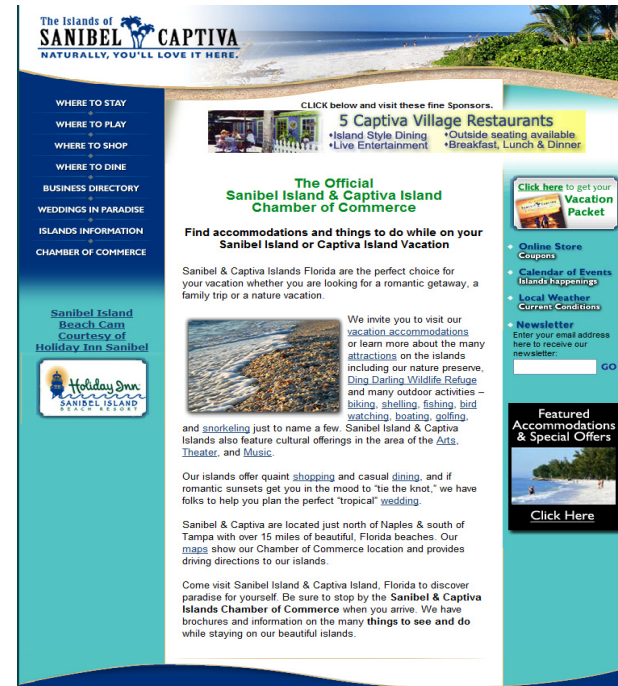 The Islands of
SANIBEL CAPTIVA
NATURALLY, YOU'LL LOVE IT HERE.
WHERE TO STAY
WHERE TO PLAY
WHERE TO SHOP
WHERE TO DINE
BUSINESS DIRECTORY
WEDDINGS IN PARADISE
ISLANDS INFORMATION
CHAMBER OF COMMERCE
Sanibel Island
Beach Cam
Courtesy of
Holiday Inn Sanibel
Holiday Inn
SANIBEL ISLAND
BEACH RESORT
CLICK below and visit these fine Sponsors.
5 Captiva Village Restaurants
•Island Style Dining •Outside seating available
•Live Entertainment •Breakfast, Lunch & Dinner
The Official
Sanibel Island & Captiva Island
Chamber of Commerce
Find accommodations and things to do while on your
Sanibel Island or Captiva Island Vacation
Sanibel & Captiva Islands Florida are the perfect choice for
your vacation whether you are looking for a romantic getaway, a
family trip or a nature vacation.
We invite you to visit our
vacation accommodations
or learn more about the many
attractions on the islands
including our nature preserve,
Ding Darling Wildlife Refuge
and many outdoor activities –
biking, shelling, fishing, bird
watching, boating, golfing,
and snorkeling just to name a few. Sanibel Island & Captiva
Islands also feature cultural offerings in the area of the Arts,
Theater, and Music.
Our islands offer quaint shopping and casual dining, and if
romantic sunsets get you in the mood to "tie the knot," we have
folks to help you plan the perfect "tropical" wedding.
Sanibel & Captiva are located just north of Naples & south of
Tampa with over 15 miles of beautiful, Florida beaches. Our
maps show our Chamber of Commerce location and provides
driving directions to our islands.
Come visit Sanibel Island & Captiva Island, Florida to discover
paradise for yourself. Be sure to stop by the Sanibel & Captiva
Islands Chamber of Commerce when you arrive. We have
brochures and information on the many things to see and do
while staying on our beautiful islands.
Click here to get your
Vacation
Packet
Online Store
Coupons
Calendar of Events
Islands happenings
Local Weather
Current Conditions
Newsletter
Enter your email address
here to receive our
newsletter:
GO
Featured
Accommodations
& Special Offers
Click Here